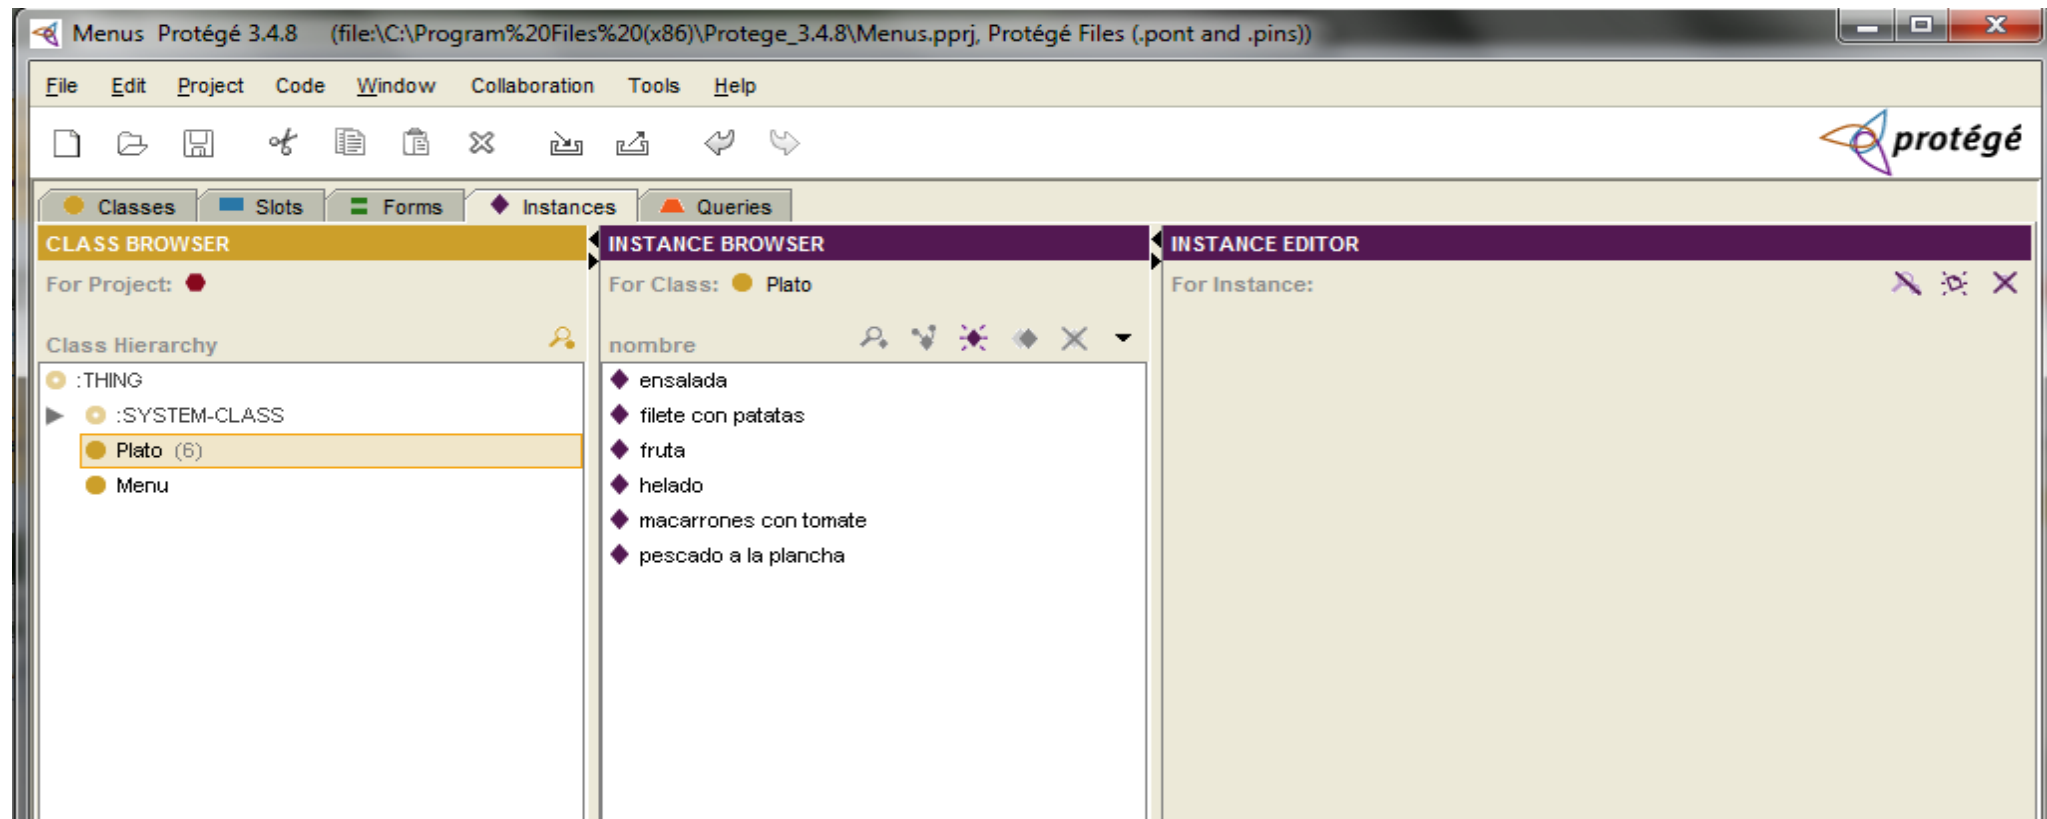 Menus Protégé 3.4.8 (file:\C:\Program%20Files%20(x86)\Protege_3.4.8\Menus.pprj, Protégé Files (.pont and .pins))
File Edit Project Code Window Collaboration Tools Help
protégé
Classes Slots Forms Instances Queries
CLASS BROWSER
For Project:
Class Hierarchy
:THING
:SYSTEM-CLASS
Plato (6)
Menu
INSTANCE BROWSER
For Class: Plato
nombre
ensalada
filete con patatas
fruta
helado
macarrones con tomate
pescado a la plancha
INSTANCE EDITOR
For Instance: